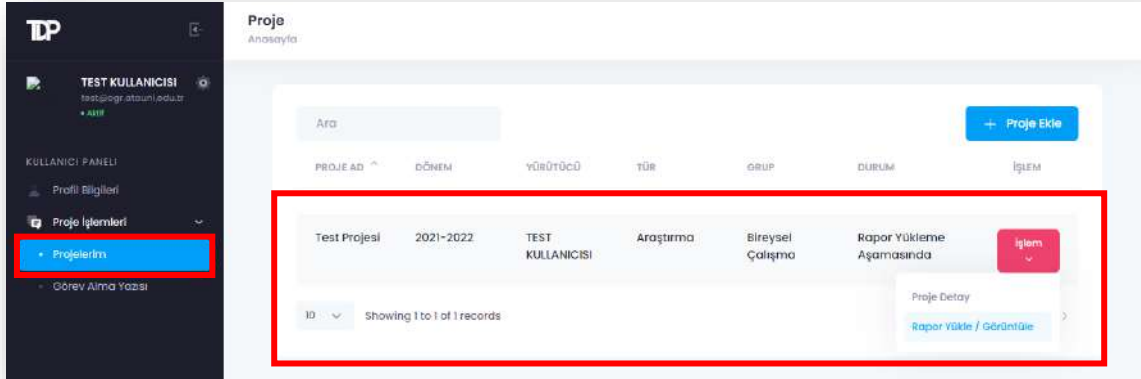 TDP
Proje
Anasayfa
TEST KULLANICISI
test@ogr.atauni.edu.tr
• Aktif
Ara
+ Proje Ekle
KULLANICI PANELİ
PROJE AD
DÖNEM
YÜRÜTÜCÜ
TÜR
GRUP
DURUM
İŞLEM
Profil Bilgileri
Proje İşlemleri
Projelerim
Görev Alma Yazısı
Test Projesi
2021-2022
TEST
KULLANICISI
Araştırma
Bireysel
Çalışma
Rapor Yükleme
Aşamasında
İşlem
Proje Detay
Rapor Yükle / Görüntüle
10
Showing 1 to 1 of 1 records